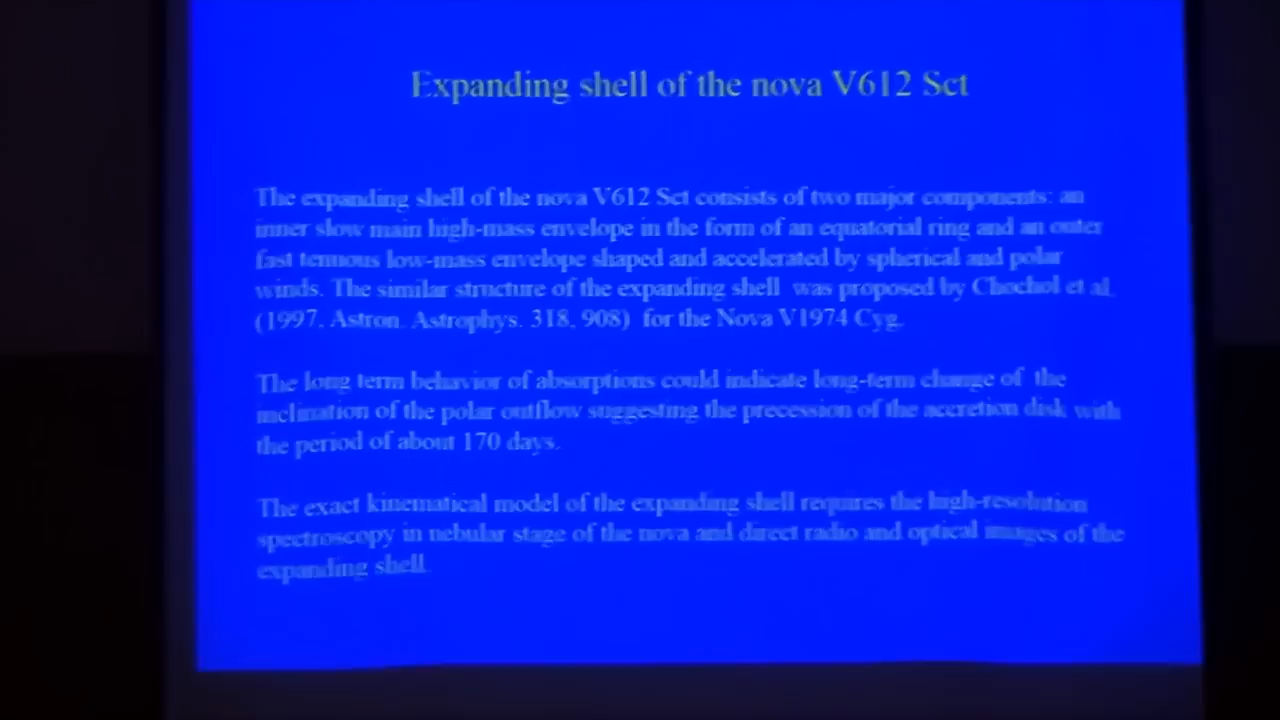 Expanding shell of the nova V612 Sct
The expanding shell of the nova V612 Sct consists of two major components: an
inner slow main high-mass envelope in the form of an equatorial ring and an outer
fast tenuous low-mass envelope shaped and accelerated by spherical and polar
winds. The similar structure of the expanding shell was proposed by Chochol et al.
(1997, Astron. Astrophys. 318, 908) for the Nova V1974 Cyg.
The long term behavior of absorptions could indicate long-term change of the
inclination of the polar outflow suggesting the precession of the accretion disk with
the period of about 170 days.
The exact kinematical model of the expanding shell requires the high-resolution
spectroscopy in nebular stage of the nova and direct radio and optical images of the
expanding shell.